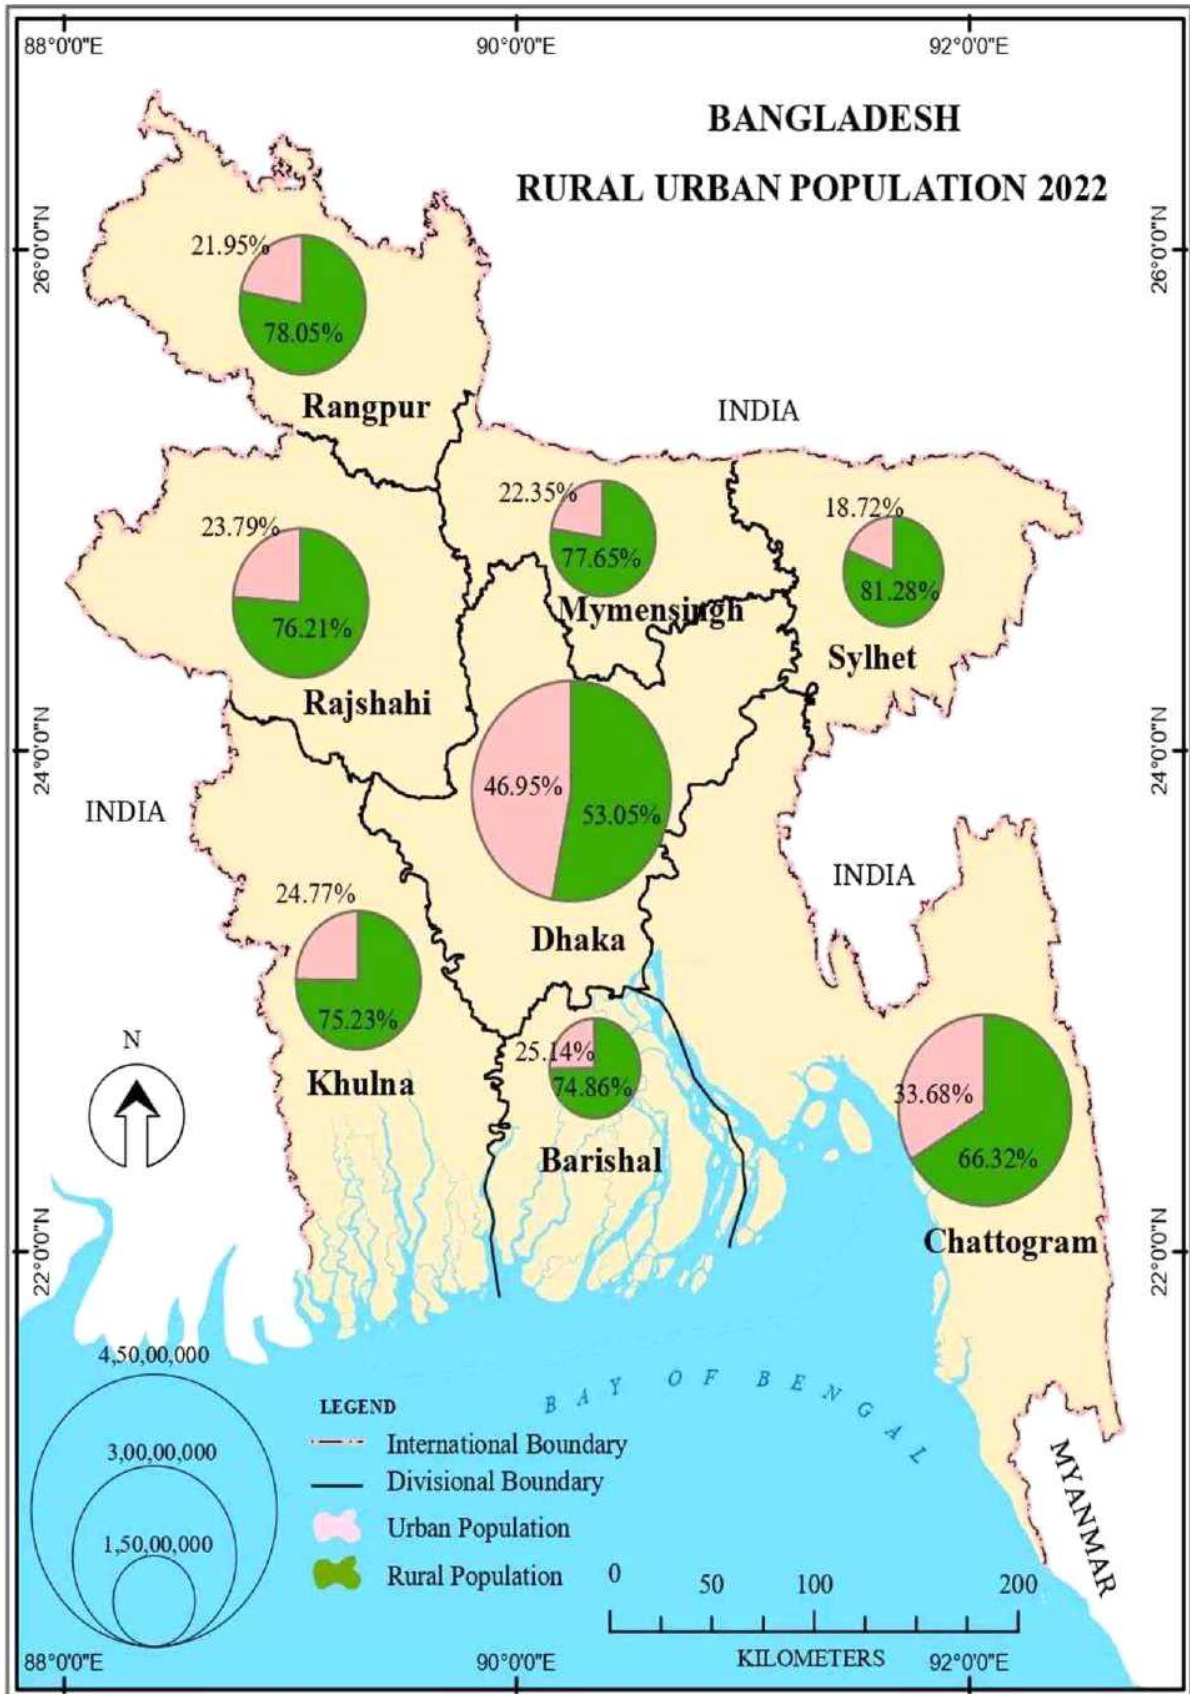 88°0'0"E
90°0'0"E
92°0'0"E
BANGLADESH
RURAL URBAN POPULATION 2022
26°0'0"N
26°0'0"N
21.95%
78.05%
Rangpur
INDIA
22.35%
77.65%
Mymensingh
18.72%
81.28%
Sylhet
23.79%
76.21%
Rajshahi
24°0'0"N
24°0'0"N
46.95%
53.05%
Dhaka
INDIA
INDIA
24.77%
75.23%
Khulna
N
25.14%
74.86%
Barishal
33.68%
66.32%
Chattogram
22°0'0"N
22°0'0"N
4,50,00,000
3,00,00,000
1,50,00,000
BAY OF BENGAL
LEGEND
International Boundary
Divisional Boundary
Urban Population
Rural Population
MYANMAR
0 50 100 200
KILOMETERS
88°0'0"E
90°0'0"E
92°0'0"E